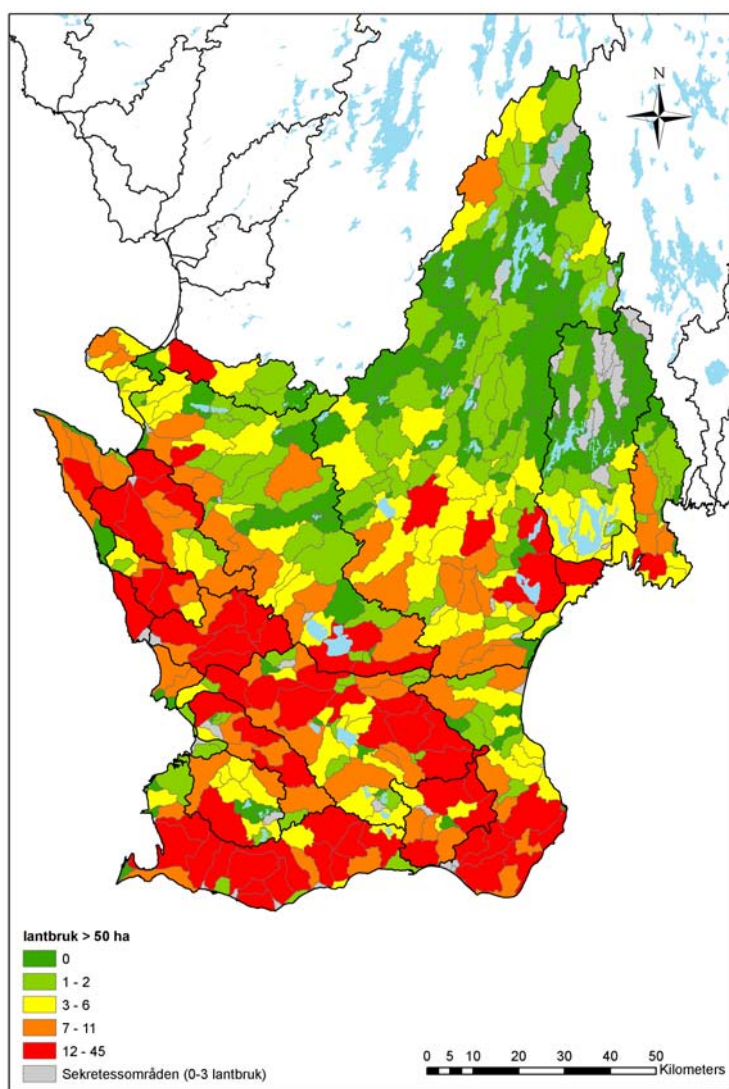 N
lantbruk > 50 ha
0
1 - 2
3 - 6
7 - 11
12 - 45
Sekretessområden (0-3 lantbruk)
0 5 10 20 30 40 50
Kilometers